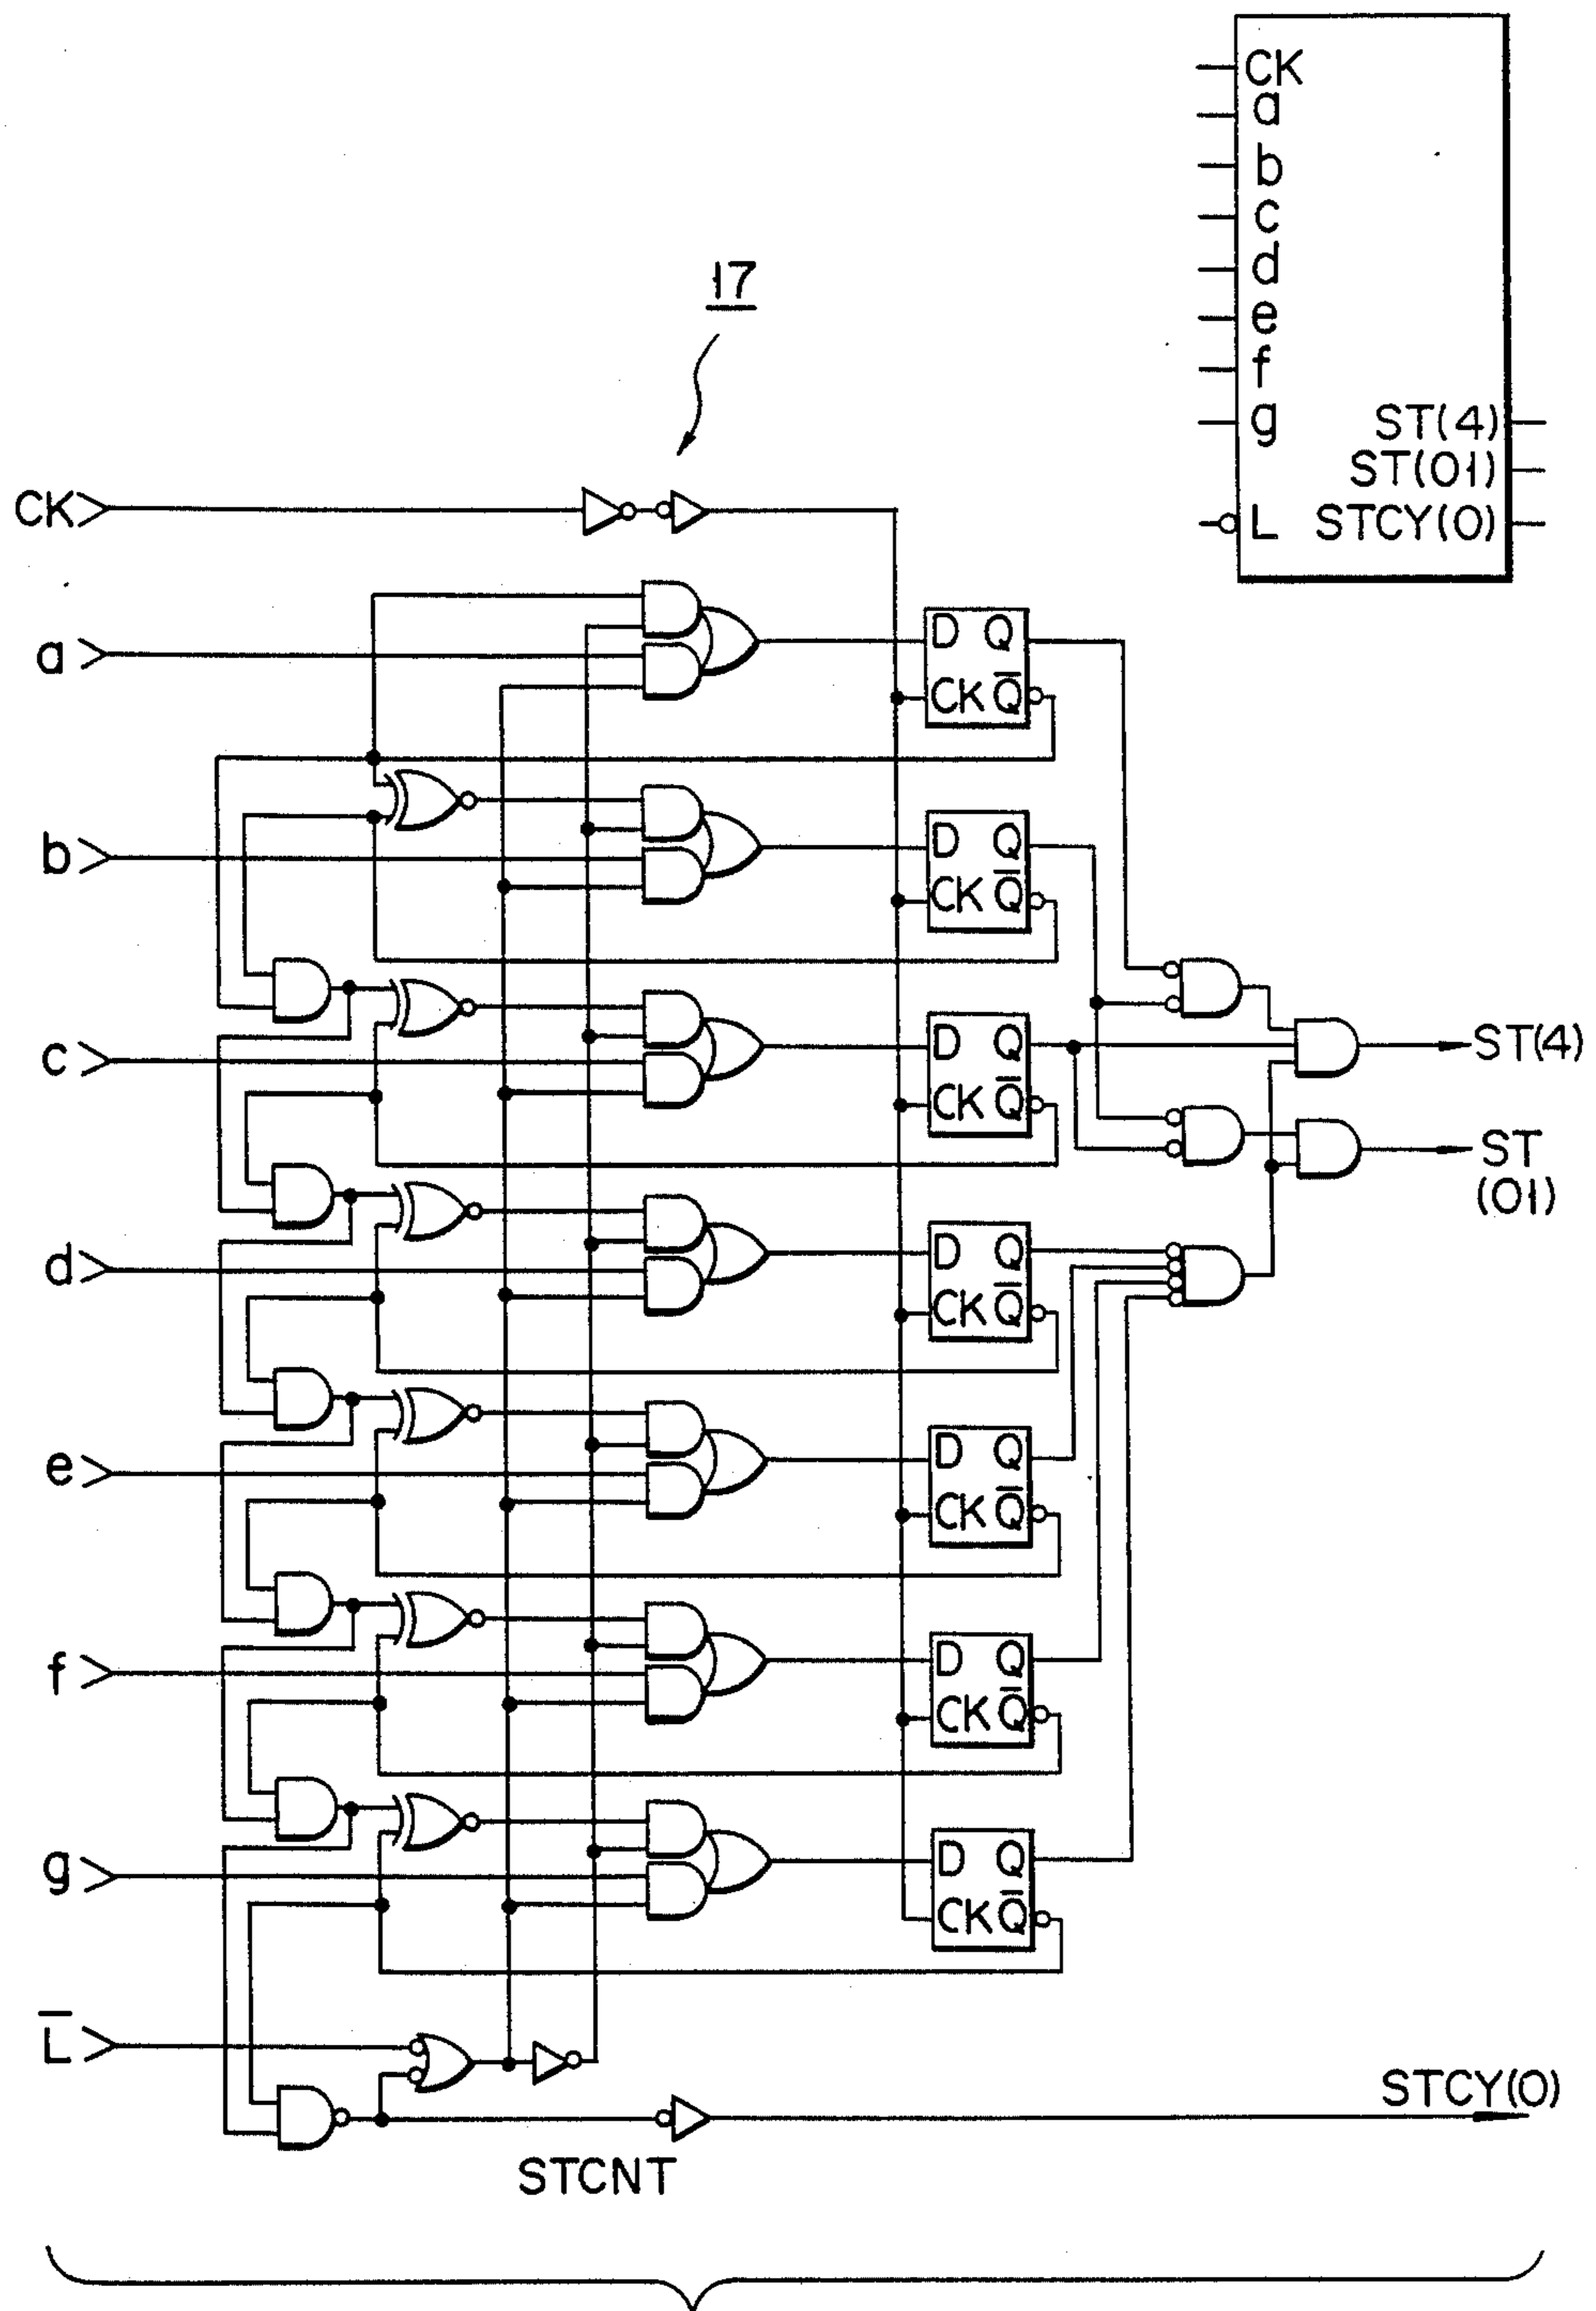 CK
a
b
c
d
e
f
g ST(4)
ST(01)
L STCY(0)
17
CK
a
D Q
CK Q̅
b
D Q
CK Q̅
c
D Q
CK Q̅
ST(4)
ST
(01)
d
D Q
CK Q̅
e
D Q
CK Q̅
f
D Q
CK Q̅
g
D Q
CK Q̅
L̅
STCY(0)
STCNT